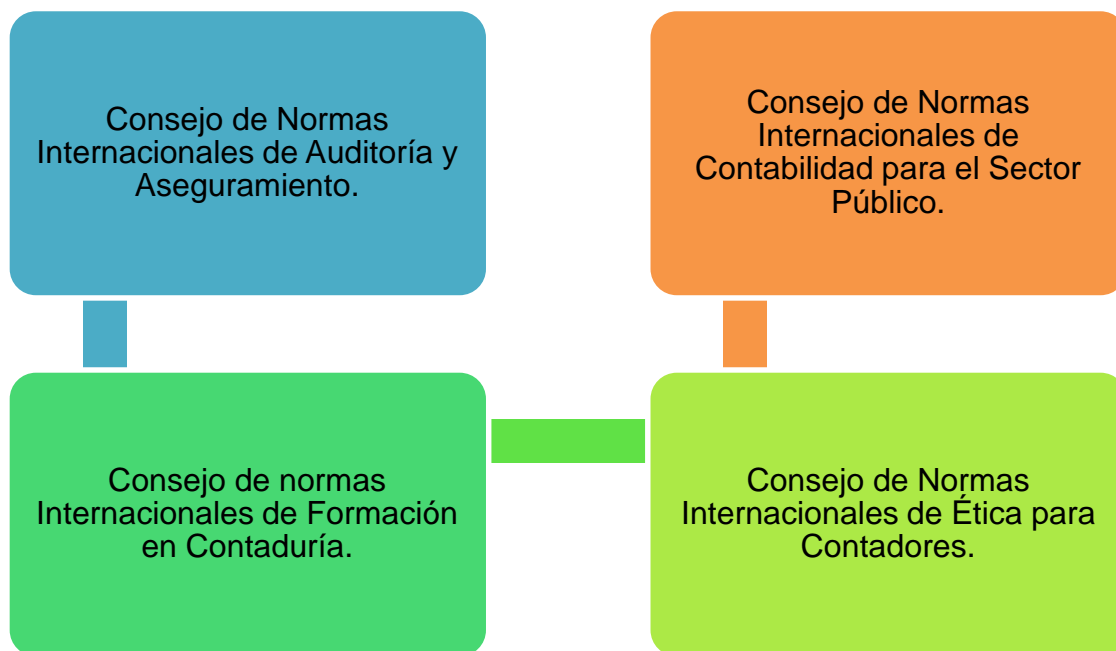 Consejo de Normas
Internacionales de Auditoría y
Aseguramiento.
Consejo de normas
Internacionales de Formación
en Contaduría.
Consejo de Normas
Internacionales de Ética para
Contadores.
Consejo de Normas
Internacionales de
Contabilidad para el Sector
Público.